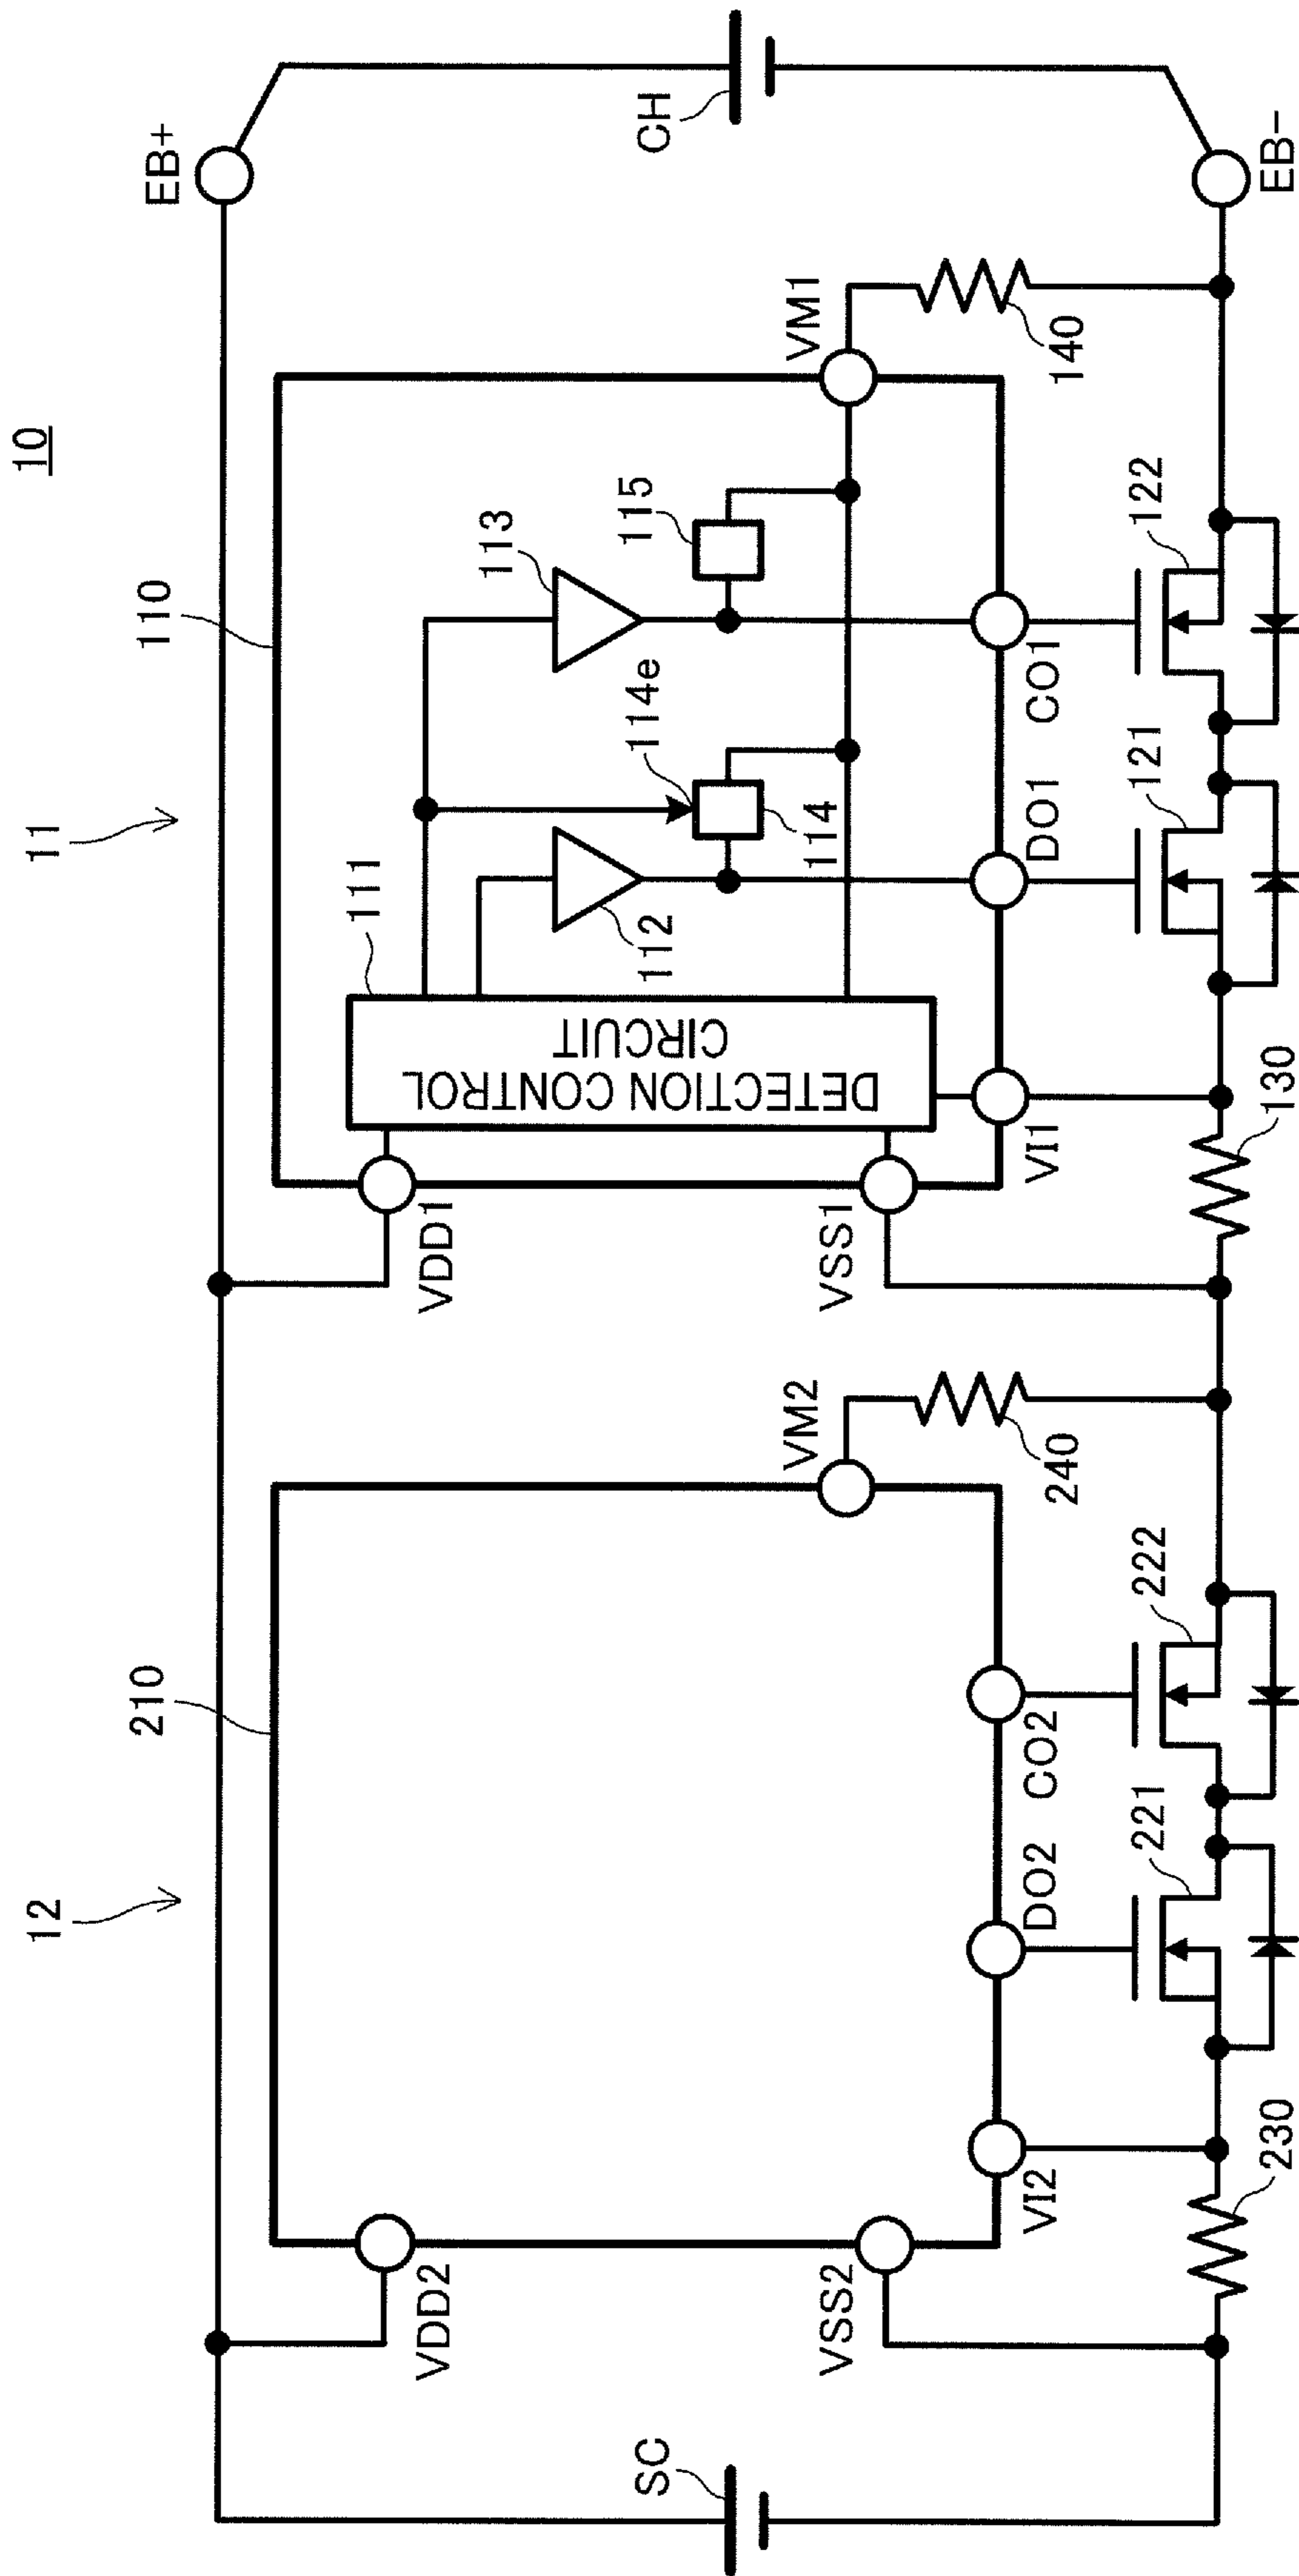 10
11
12
EB+
110
210
113
115
111
114e
112
114
DETECTION CONTROL
CIRCUIT
CH
SC
VM1
140
VDD1
VSS1
VI1
DO1
CO1
VM2
240
VDD2
VSS2
VI2
DO2
CO2
230
221
222
130
121
122
EB-